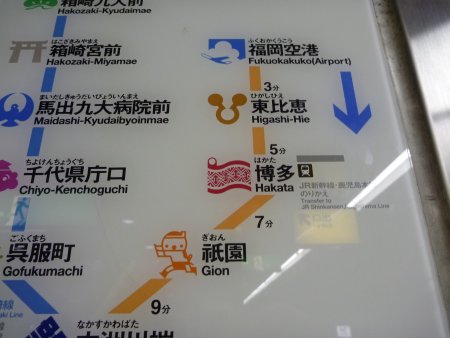 箱崎九大前
Hakozaki-Kyudaimae
はこざきみやまえ
箱崎宮前
Hakozaki-Miyamae
まいだしきゅうだいびょういんまえ
馬出九大病院前
Maidashi-Kyudaibyoinmae
ちよけんちょうぐち
千代県庁口
Chiyo-Kenchoguchi
ごふくまち
呉服町
Gofukumachi
ふくおかくうこう
福岡空港
Fukuokakuko(Airport)
3分
ひがしひえ
東比恵
Higashi-Hie
5分
はかた
博多
Hakata
JR新幹線・鹿児島本
のりかえ
Transfer to
JR Shinkansen, Line
7分
ぎおん
祇園
Gion
9分
なかすかわばた